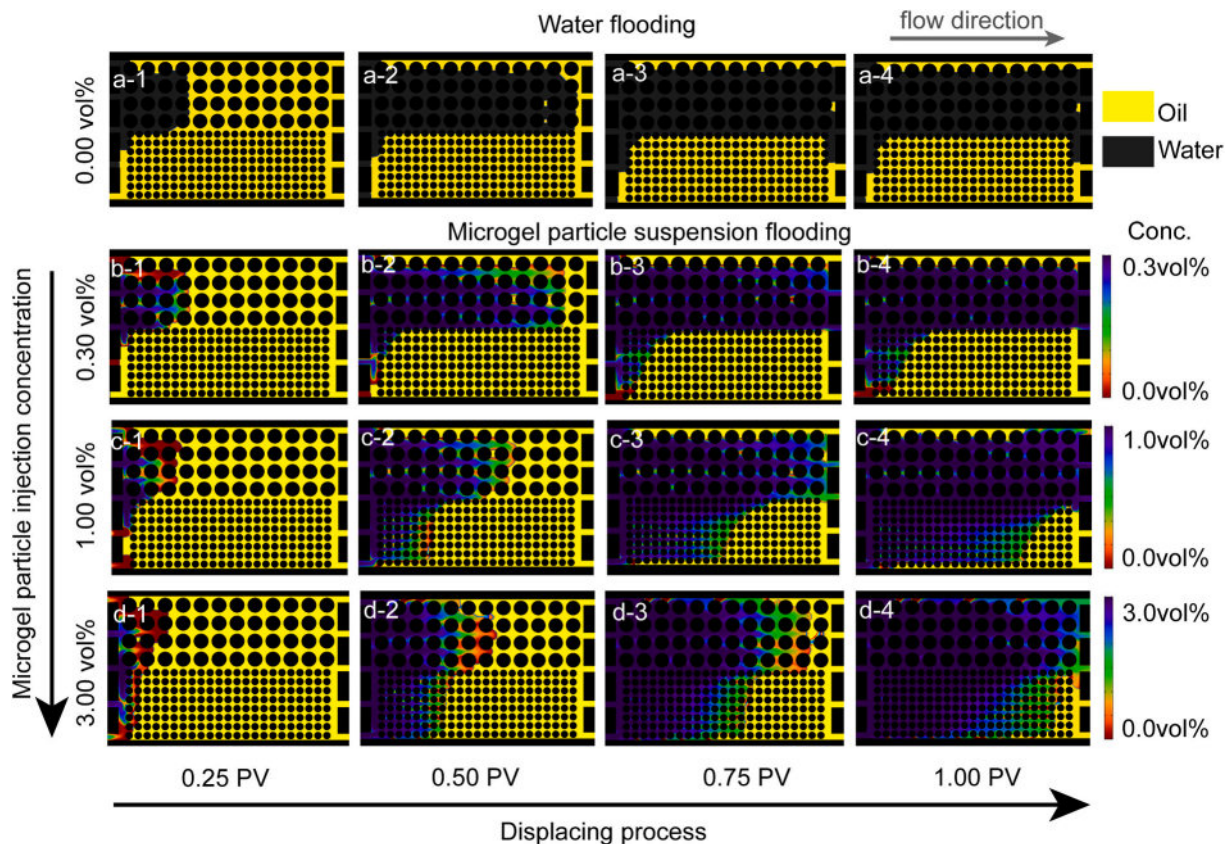 Water flooding
flow direction
0.00 vol%
a-1
a-2
a-3
a-4
Oil
Water
Microgel particle suspension flooding
Conc.
Microgel particle injection concentration
0.30 vol%
b-1
b-2
b-3
b-4
0.3vol%
0.0vol%
1.00 vol%
c-1
c-2
c-3
c-4
1.0vol%
0.0vol%
3.00 vol%
d-1
d-2
d-3
d-4
3.0vol%
0.0vol%
0.25 PV
0.50 PV
0.75 PV
1.00 PV
Displacing process